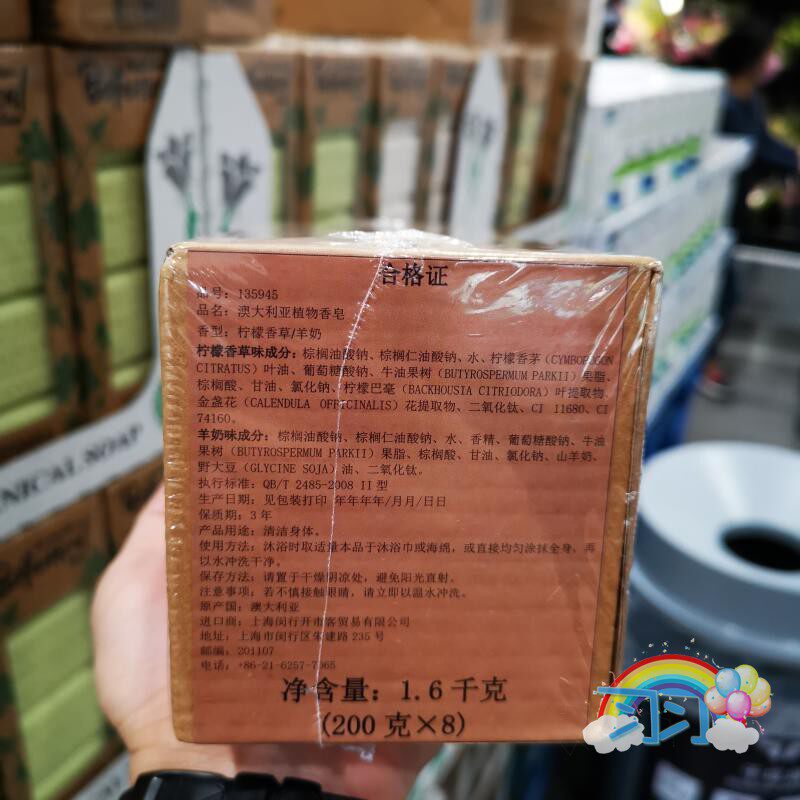 合格证
品号：135945
品名：澳大利亚植物香皂
香型：柠檬香草/羊奶
柠檬香草味成分：棕榈油酸钠、棕榈仁油酸钠、水、柠檬香茅（CYMBOPOGON
CITRATUS）叶油、葡萄糖酸钠、牛油果树（BUTYROSPERMUM PARKII）果脂、
棕榈酸、甘油、氯化钠、柠檬巴毫（BACKHOUSIA CITRIODORA）叶提取物、
金盏花（CALENDULA OFFICINALIS）花提取物、二氧化钛、CI 11680、CI
74160。
羊奶味成分：棕榈油酸钠、棕榈仁油酸钠、水、香精、葡萄糖酸钠、牛油
果树（BUTYROSPERMUM PARKII）果脂、棕榈酸、甘油、氯化钠、山羊奶、
野大豆（GLYCINE SOJA）油、二氧化钛。
执行标准：QB/T 2485-2008 II 型
生产日期：见包装打印 年年年年/月月/日日
保质期：3 年
产品用途：清洁身体。
使用方法：沐浴时取适量本品于沐浴巾或海绵，或直接均匀涂抹全身，再
以水冲洗干净。
保存方法：请置于干燥阴凉处，避免阳光直射。
注意事项：若不慎接触眼睛，请立即以温水冲洗。
原产国：澳大利亚
进口商：上海闵行开市客贸易有限公司
地址：上海市闵行区朱建路 235 号
邮编：201107
电话：+86-21-6257-7065
净含量：1.6 千克
（200 克×8）
NICAL SOAP